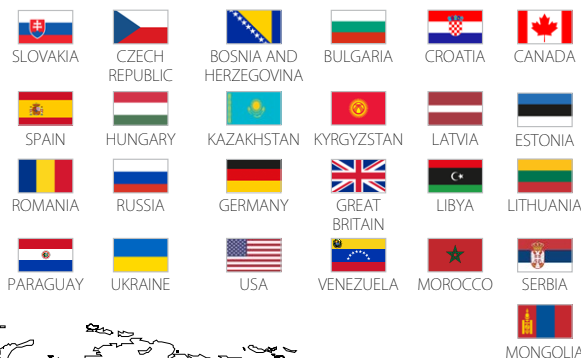 SLOVAKIA
CZECH
REPUBLIC
BOSNIA AND
HERZEGOVINA
BULGARIA
CROATIA
CANADA
SPAIN
HUNGARY
KAZAKHSTAN
KYRGYZSTAN
LATVIA
ESTONIA
ROMANIA
RUSSIA
GERMANY
GREAT
BRITAIN
LIBYA
LITHUANIA
PARAGUAY
UKRAINE
USA
VENEZUELA
MOROCCO
SERBIA
MONGOLIA